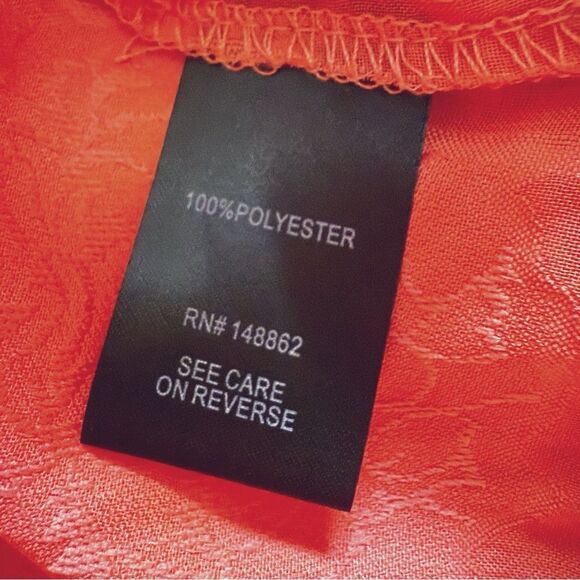 100%POLYESTER
RN# 148862
SEE CARE
ON REVERSE